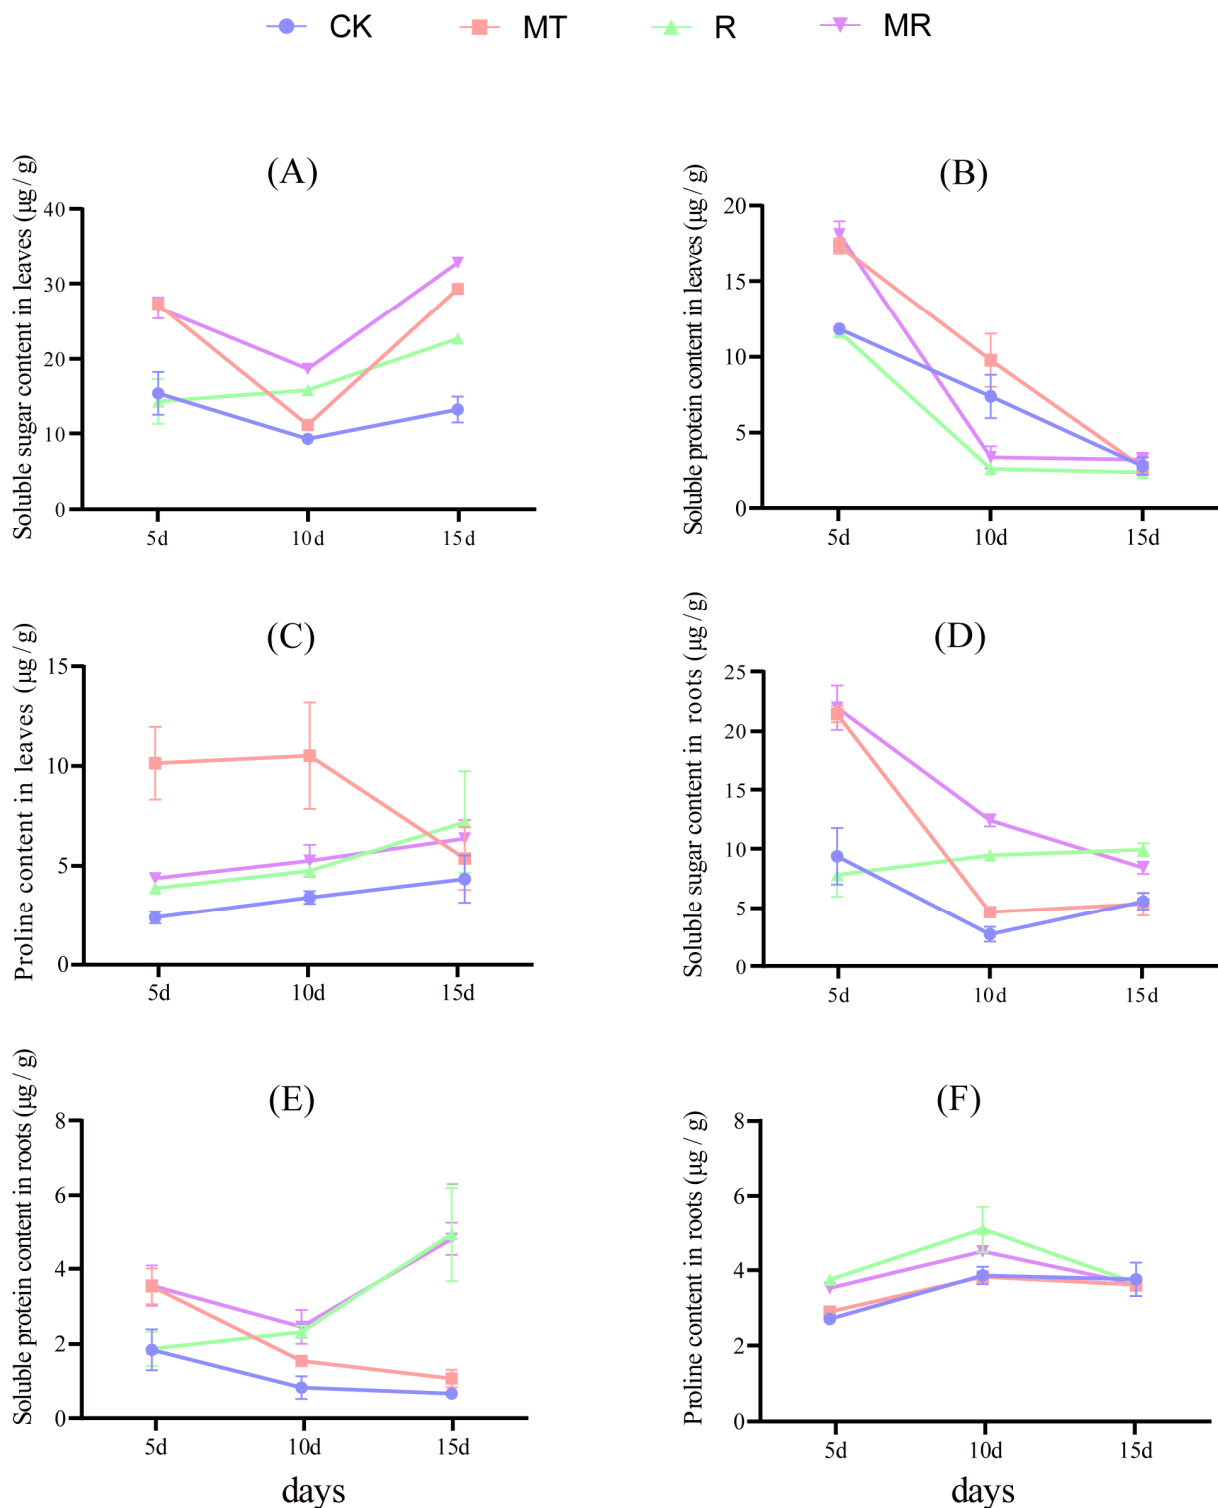 CK MT R MR
(A)
Soluble sugar content in leaves (μg / g)
40
30
20
10
0
5d 10d 15d
(B)
Soluble protein content in leaves (μg / g)
20
15
10
5
0
5d 10d 15d
(C)
Proline content in leaves (μg / g)
15
10
5
0
5d 10d 15d
(D)
Soluble sugar content in roots (μg / g)
25
20
15
10
5
0
5d 10d 15d
(E)
Soluble protein content in roots (μg / g)
8
6
4
2
0
5d 10d 15d
days
(F)
Proline content in roots (μg / g)
8
6
4
2
0
5d 10d 15d
days